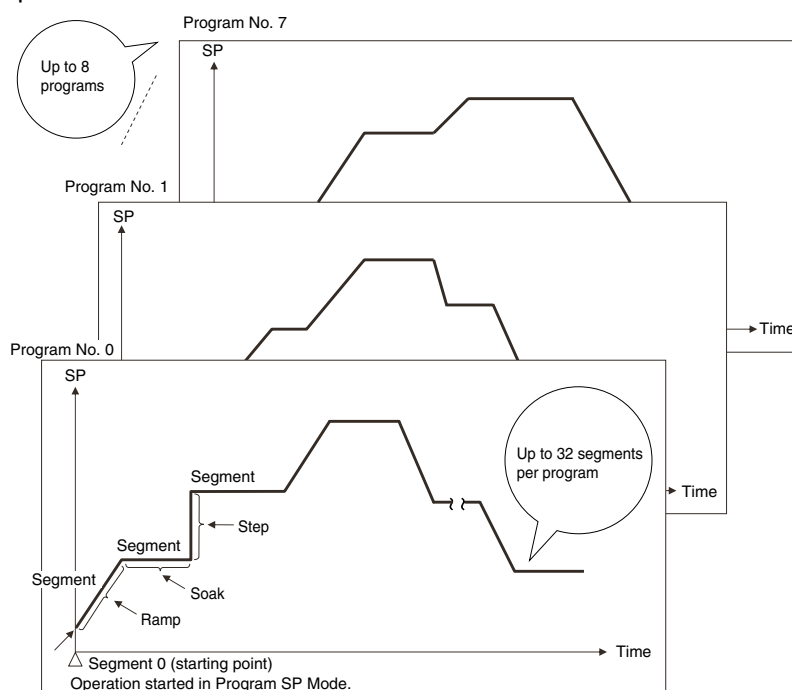 Program No. 7
SP
Up to 8
programs
Program No. 1
SP
Time
Program No. 0
SP
Up to 32 segments
per program
Time
Segment
Step
Segment
Segment
Soak
Ramp
Time
Segment 0 (starting point)
Operation started in Program SP Mode.